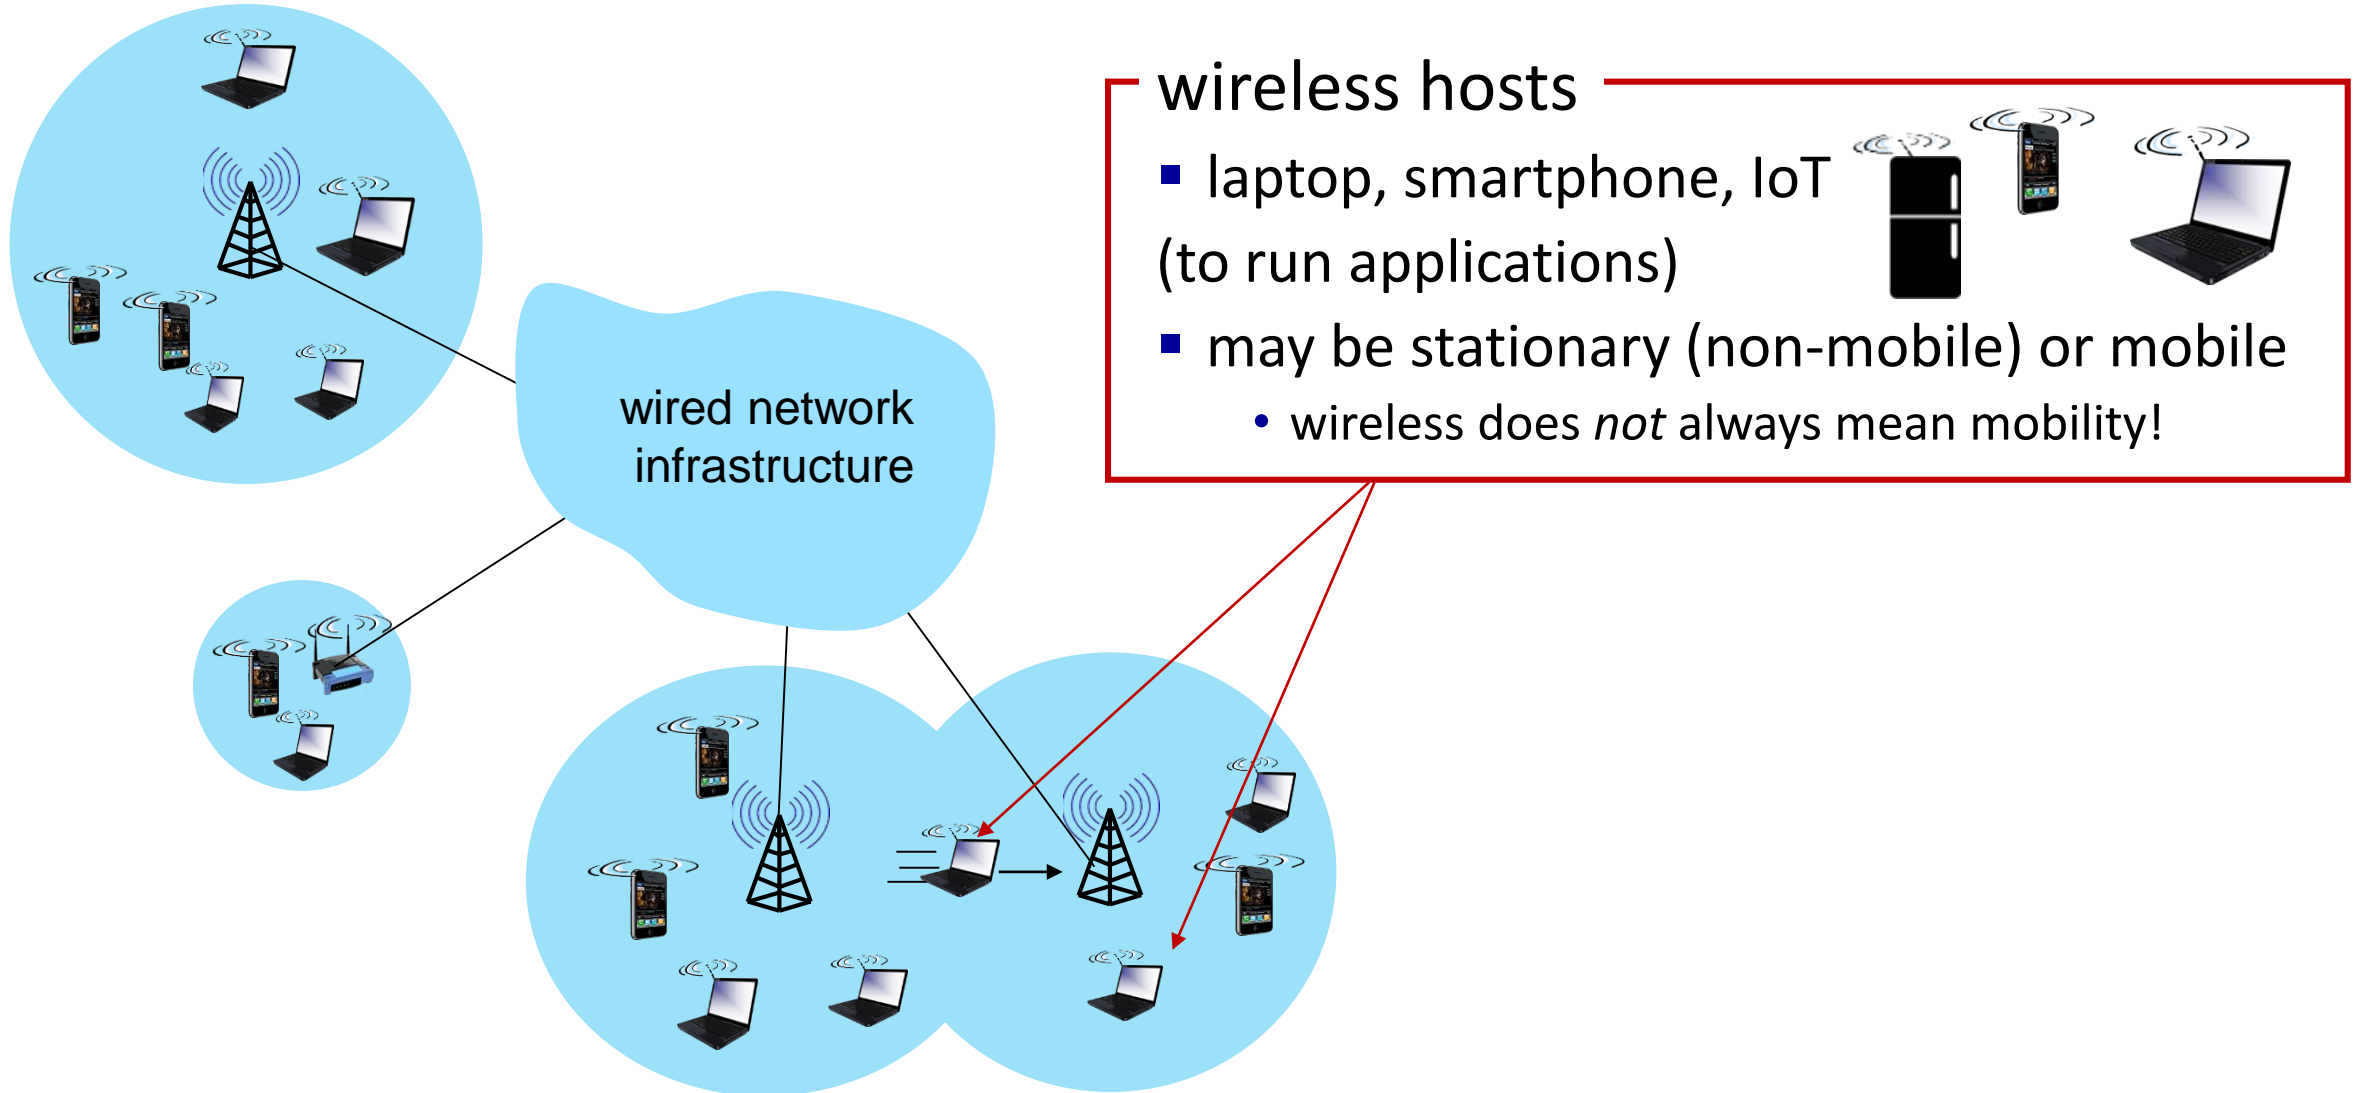 wireless hosts
▪ laptop, smartphone, IoT
(to run applications)
▪ may be stationary (non-mobile) or mobile
• wireless does not always mean mobility!
wired network
infrastructure